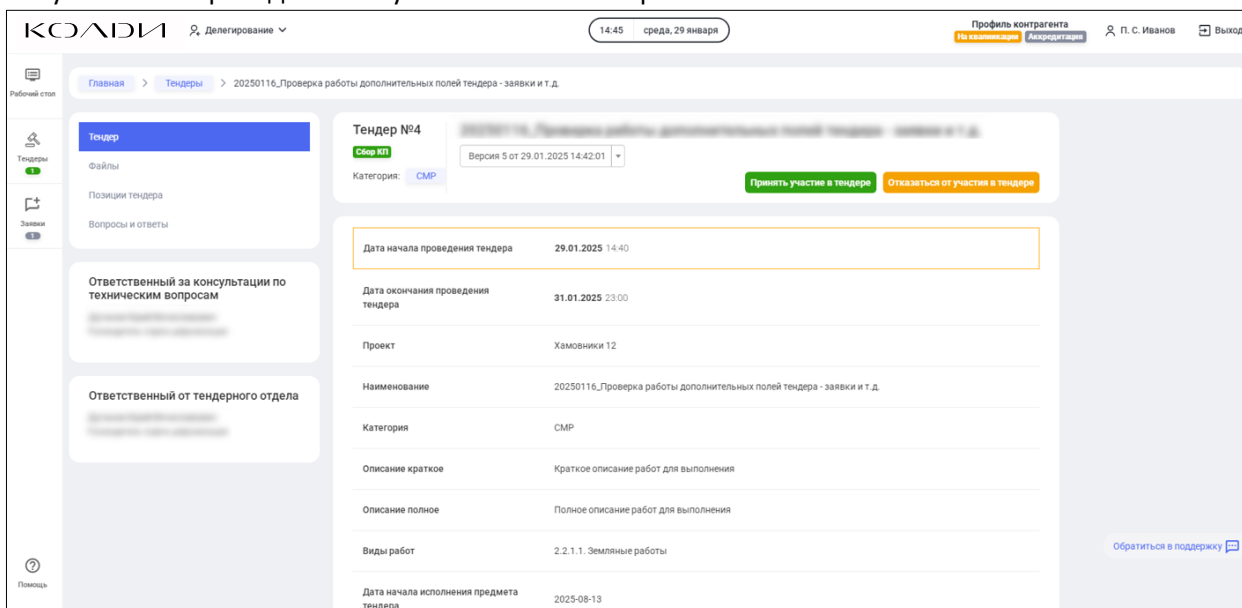 КОЛДИ
Делегирование
14:45 среда, 29 января
Профиль контрагента
На квалификации Аккредитация
П. С. Иванов
Выход
Рабочий стол
Тендеры
1
Заявки
1
Помощь
Главная > Тендеры > 20250116_Проверка работы дополнительных полей тендера - заявки и т.д.
Тендер
Файлы
Позиции тендера
Вопросы и ответы
Ответственный за консультации по
техническим вопросам
Ответственный от тендерного отдела
Тендер №4
Сбор КП
Версия 5 от 29.01.2025 14:42:01
Категория: СМР
Принять участие в тендере Отказаться от участия в тендере
Дата начала проведения тендера 29.01.2025 14:40
Дата окончания проведения
тендера 31.01.2025 23:00
Проект Хамовники 12
Наименование 20250116_Проверка работы дополнительных полей тендера - заявки и т.д.
Категория СМР
Описание краткое Краткое описание работ для выполнения
Описание полное Полное описание работ для выполнения
Виды работ 2.2.1.1. Земляные работы
Дата начала исполнения предмета
тендера 2025-08-13
Обратиться в поддержку